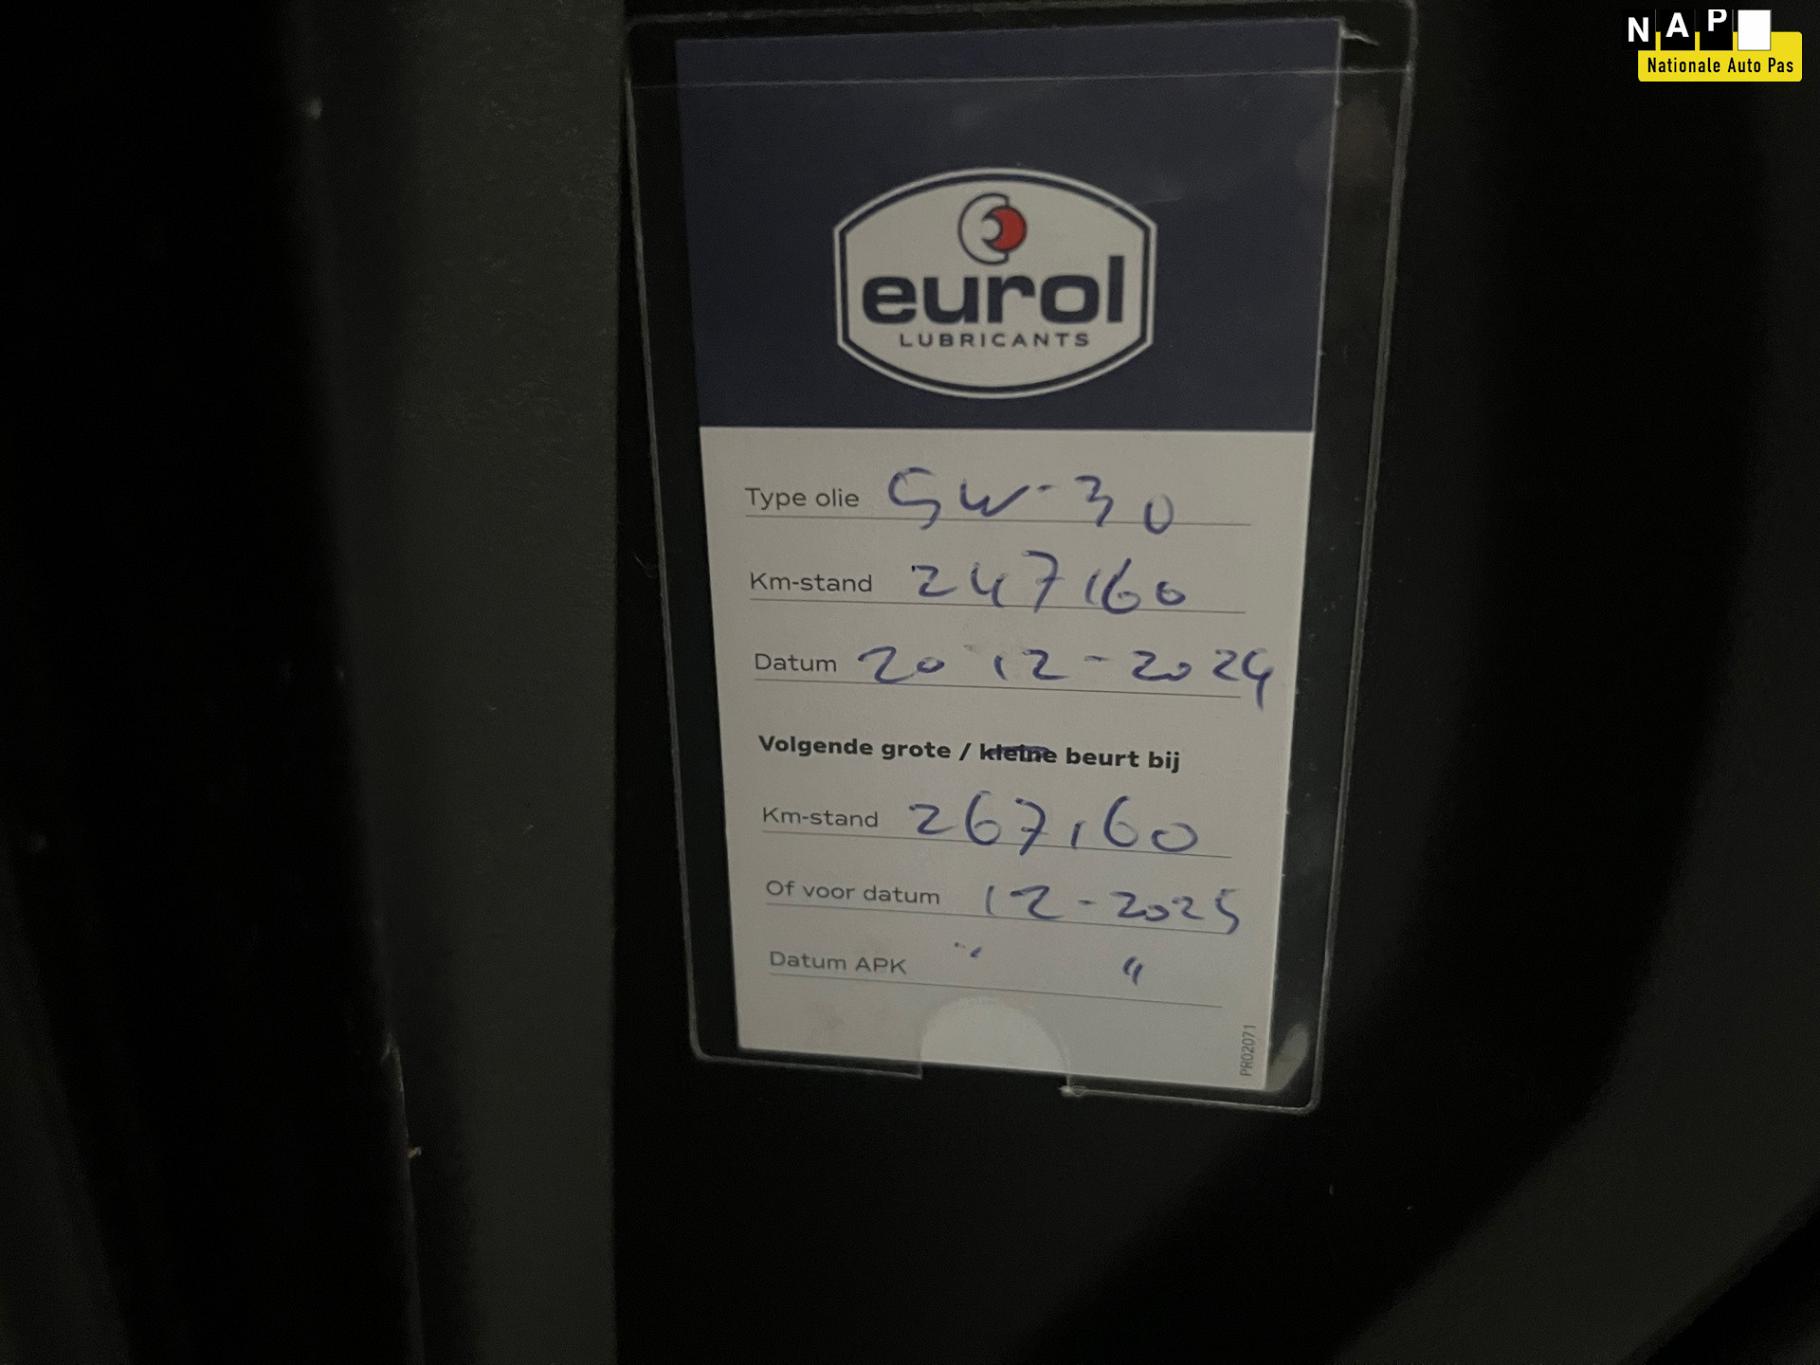 NAP
Nationale Auto Pas
eurol
LUBRICANTS
Type olie 5W-30
Km-stand 247160
Datum 20-12-2024
Volgende grote / kleine beurt bij
Km-stand 267160
Of voor datum 12-2025
Datum APK " "
PR02071